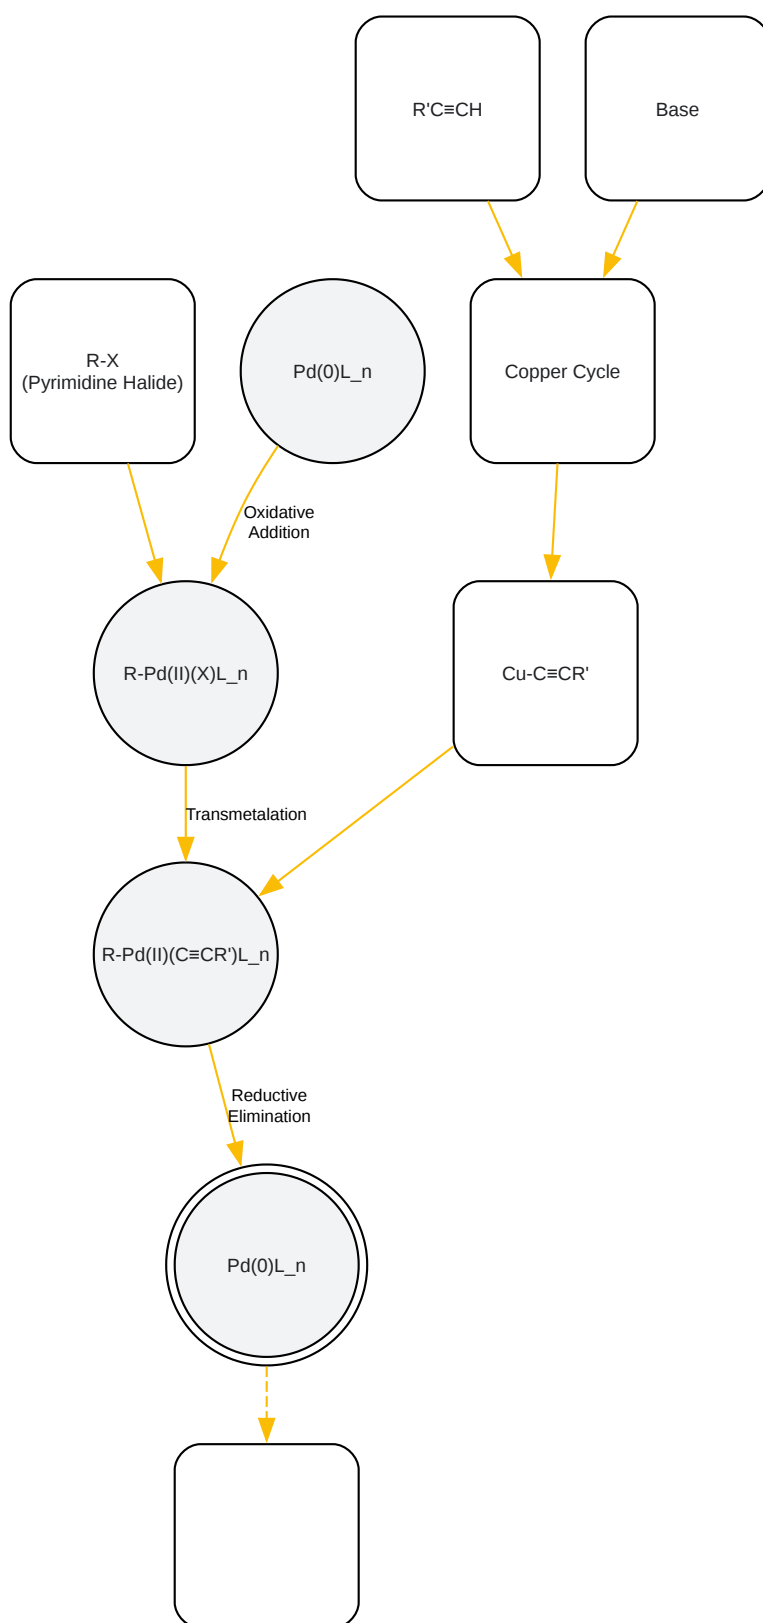 R'C≡CH
Base
R-X
(Pyrimidine Halide)
Pd(0)L_n
Copper Cycle
Oxidative
Addition
R-Pd(II)(X)L_n
Cu-C≡CR'
Transmetalation
R-Pd(II)(C≡CR')L_n
Reductive
Elimination
Pd(0)L_n